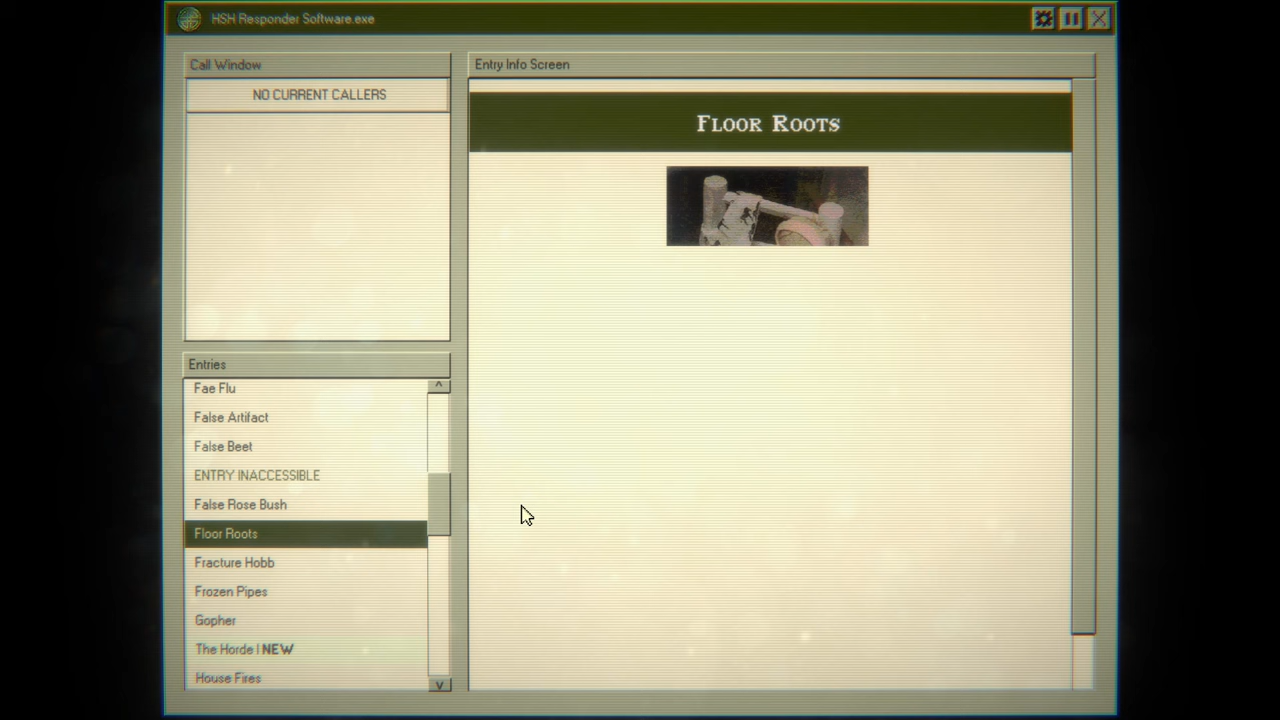 HSH Responder Software.exe
Call Window
NO CURRENT CALLERS
Entries
Fae Flu
False Artifact
False Beet
ENTRY INACCESSIBLE
False Rose Bush
Floor Roots
Fracture Hobb
Frozen Pipes
Gopher
The Horde | NEW
House Fires
Entry Info Screen
Floor Roots